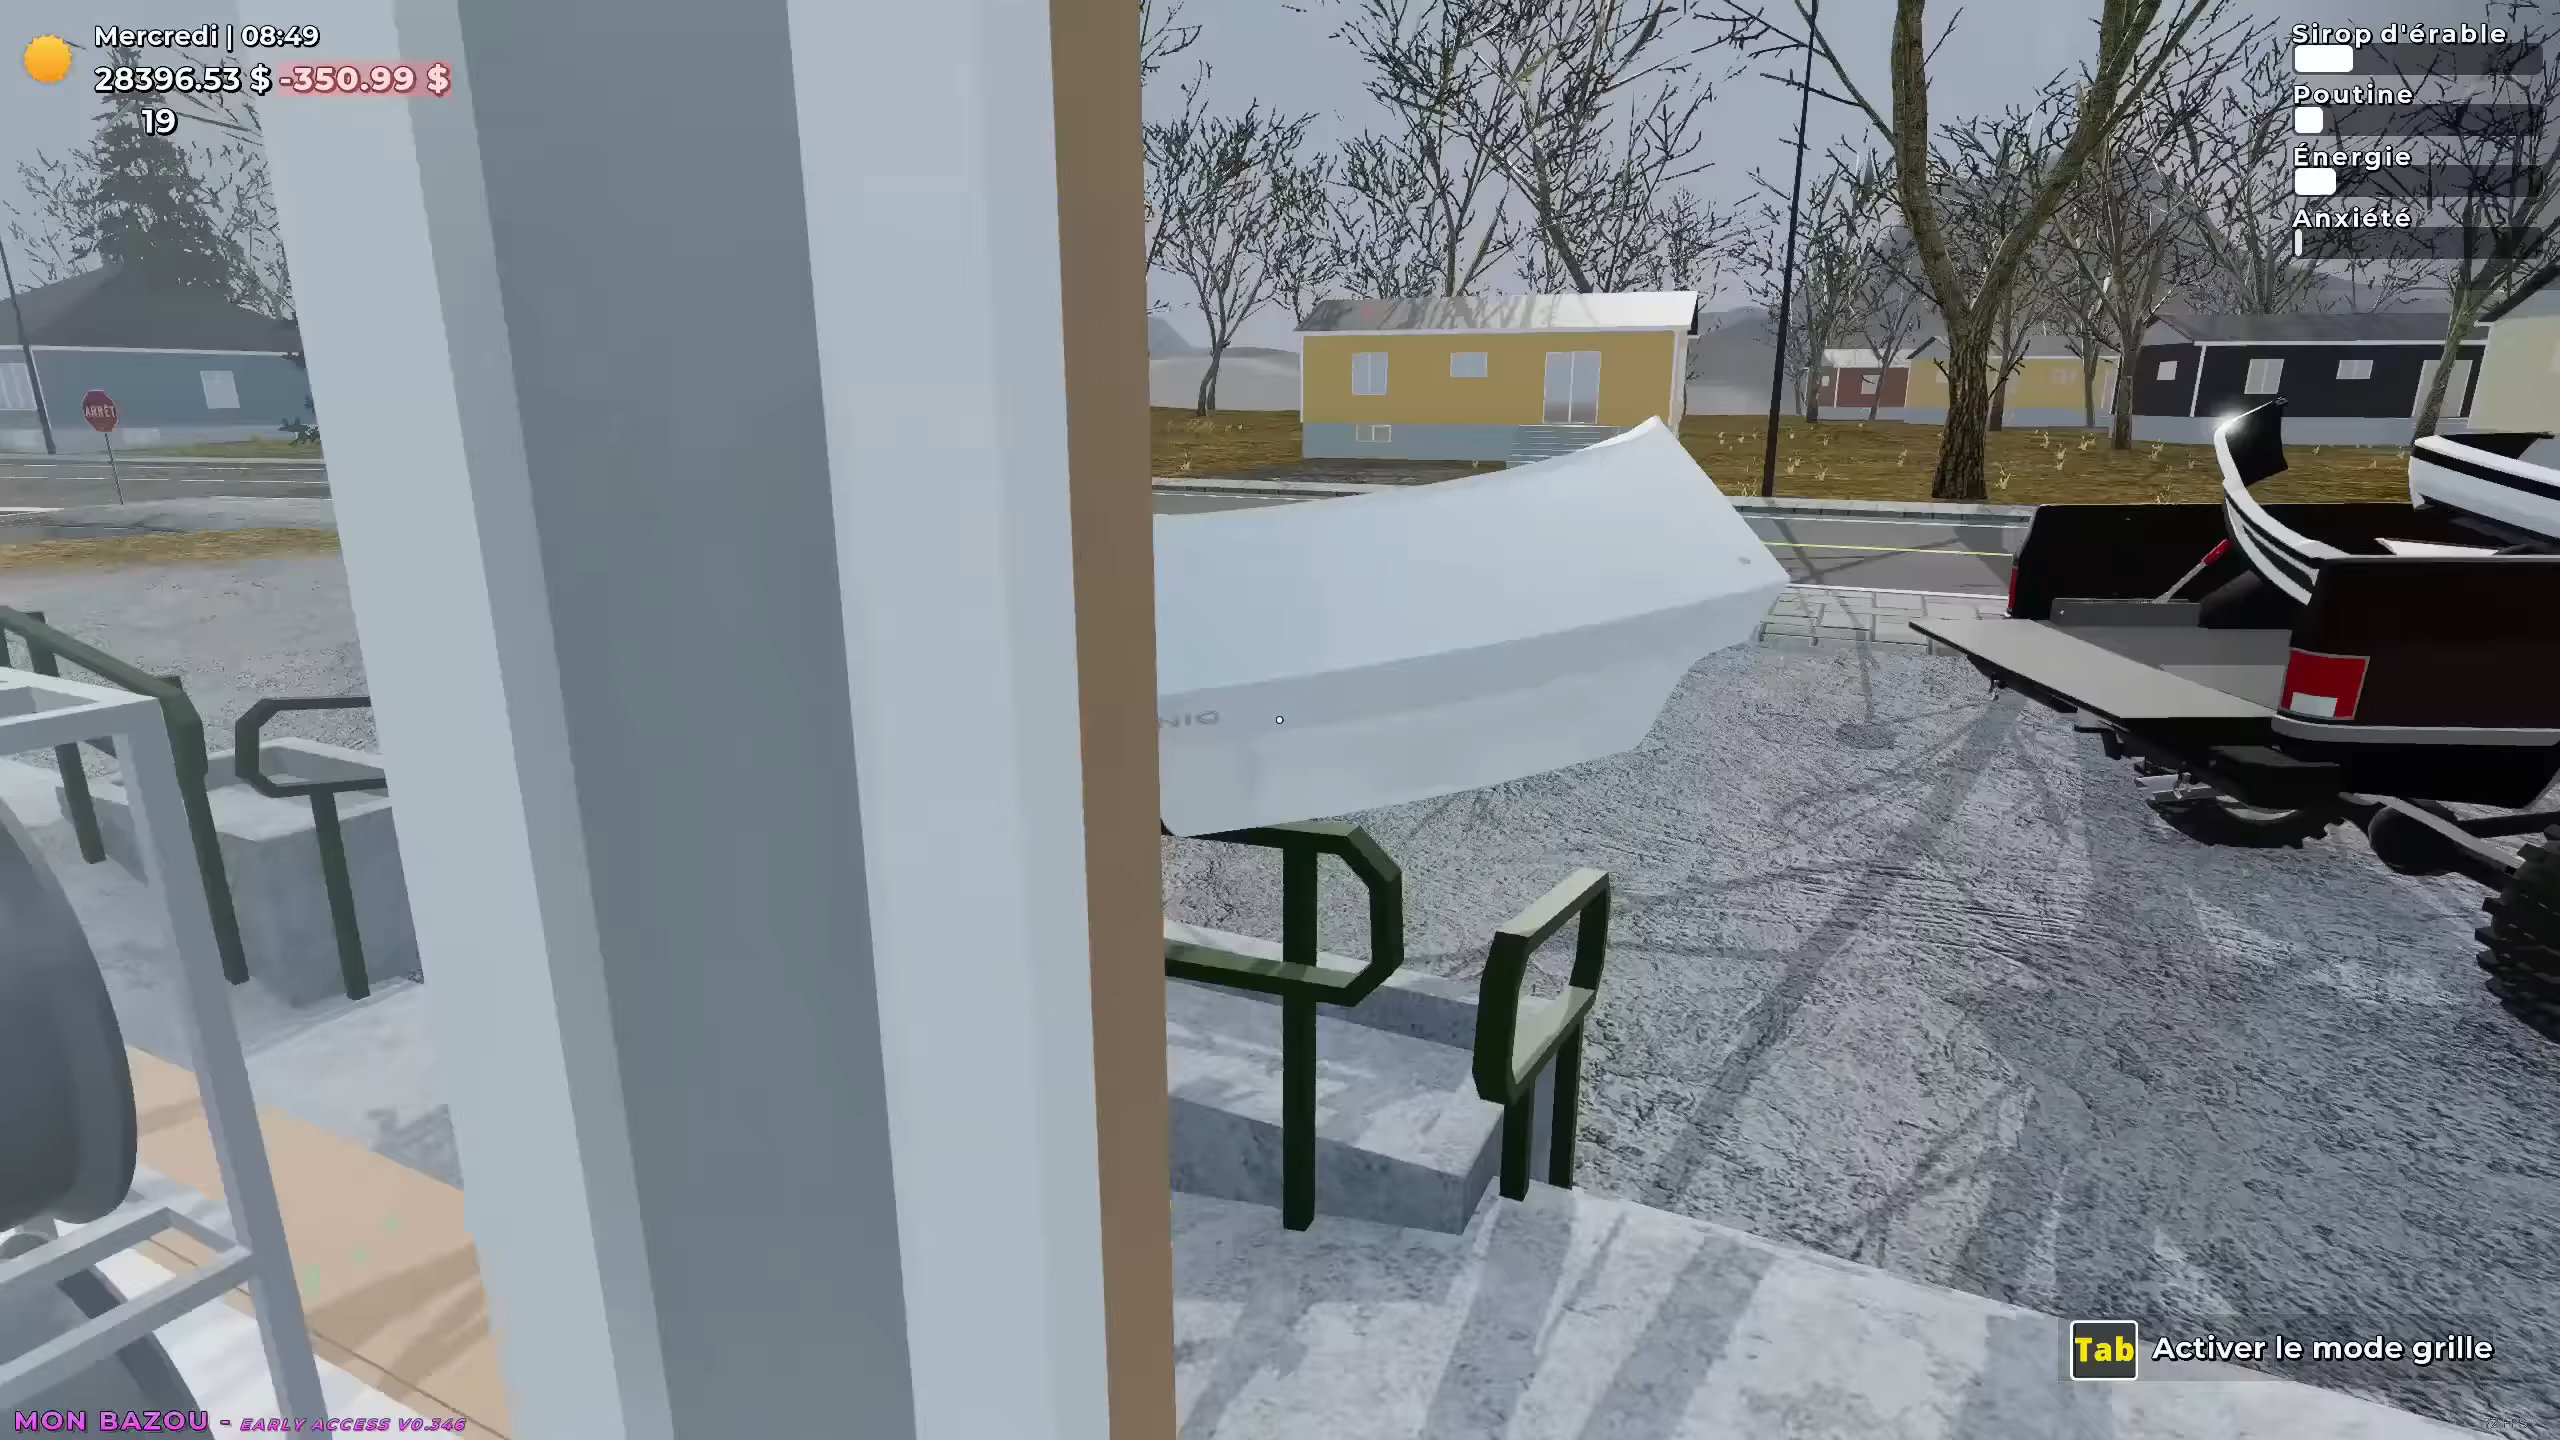 Mercredi | 08:49
28396.53 $ -350.99 $
19
Sirop d'érable
Poutine
Énergie
Anxiété
ARRÊT
Tab Activer le mode grille
MON BAZOU - EARLY ACCESS V0.346